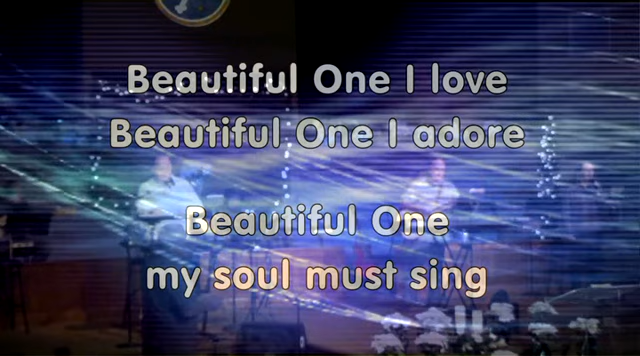 Beautiful One I love
Beautiful One I adore
Beautiful One
my soul must sing